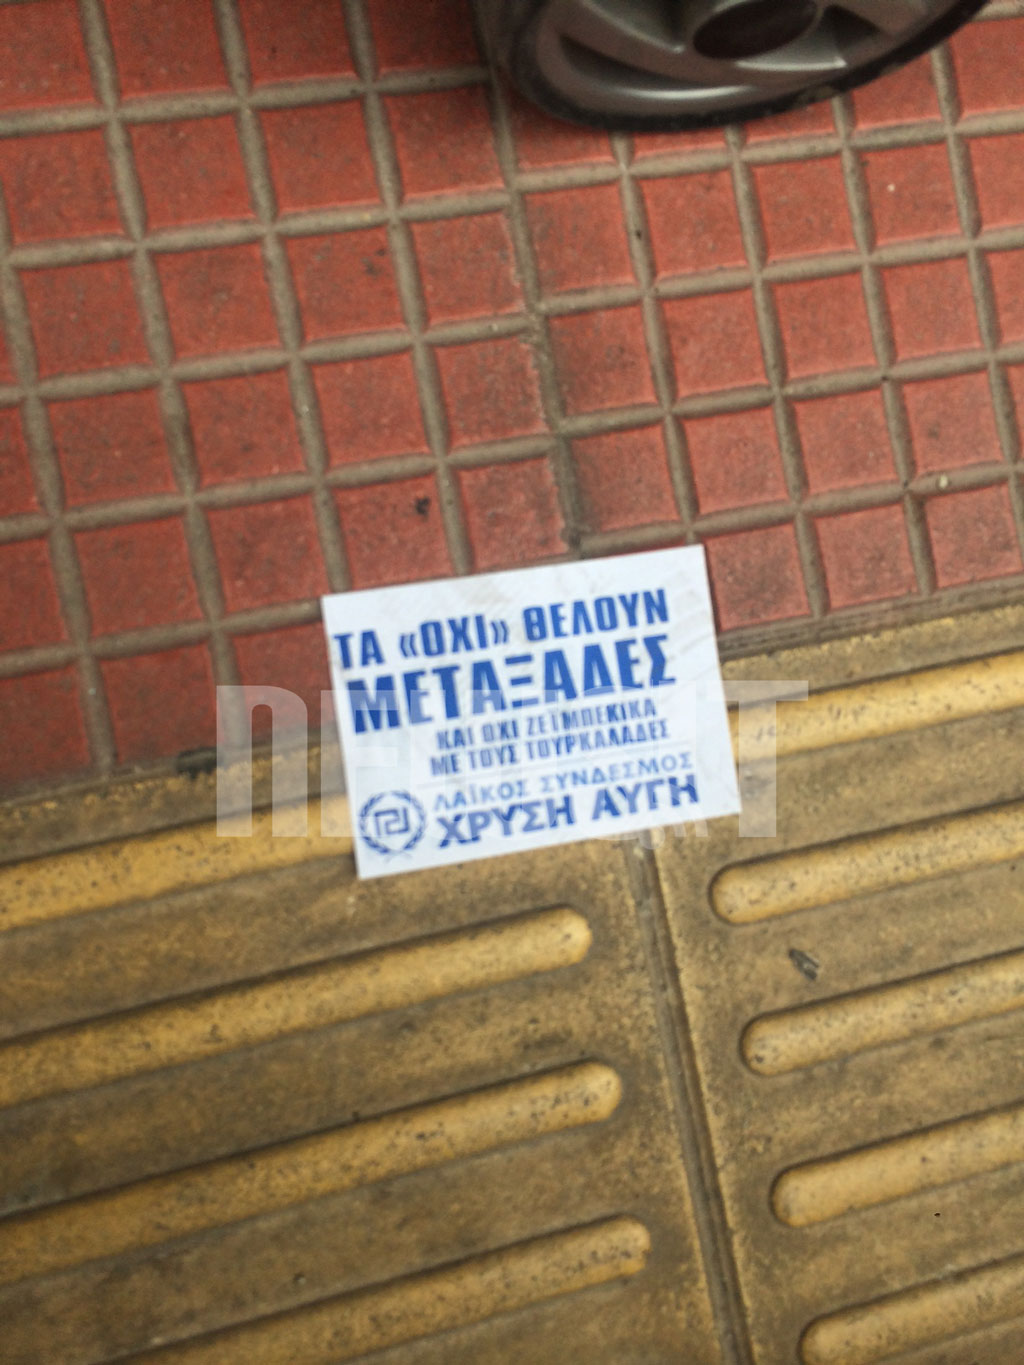 ΤΑ «ΟΧΙ» ΘΕΛΟΥΝ
ΜΕΤΑΞΑΔΕΣ
ΚΑΙ ΟΧΙ ΖΕΪΜΠΕΚΙΚΑ
ΜΕ ΤΟΥΣ ΤΟΥΡΚΑΛΑΔΕΣ
ΛΑΪΚΟΣ ΣΥΝΔΕΣΜΟΣ
ΧΡΥΣΗ ΑΥΓΗ